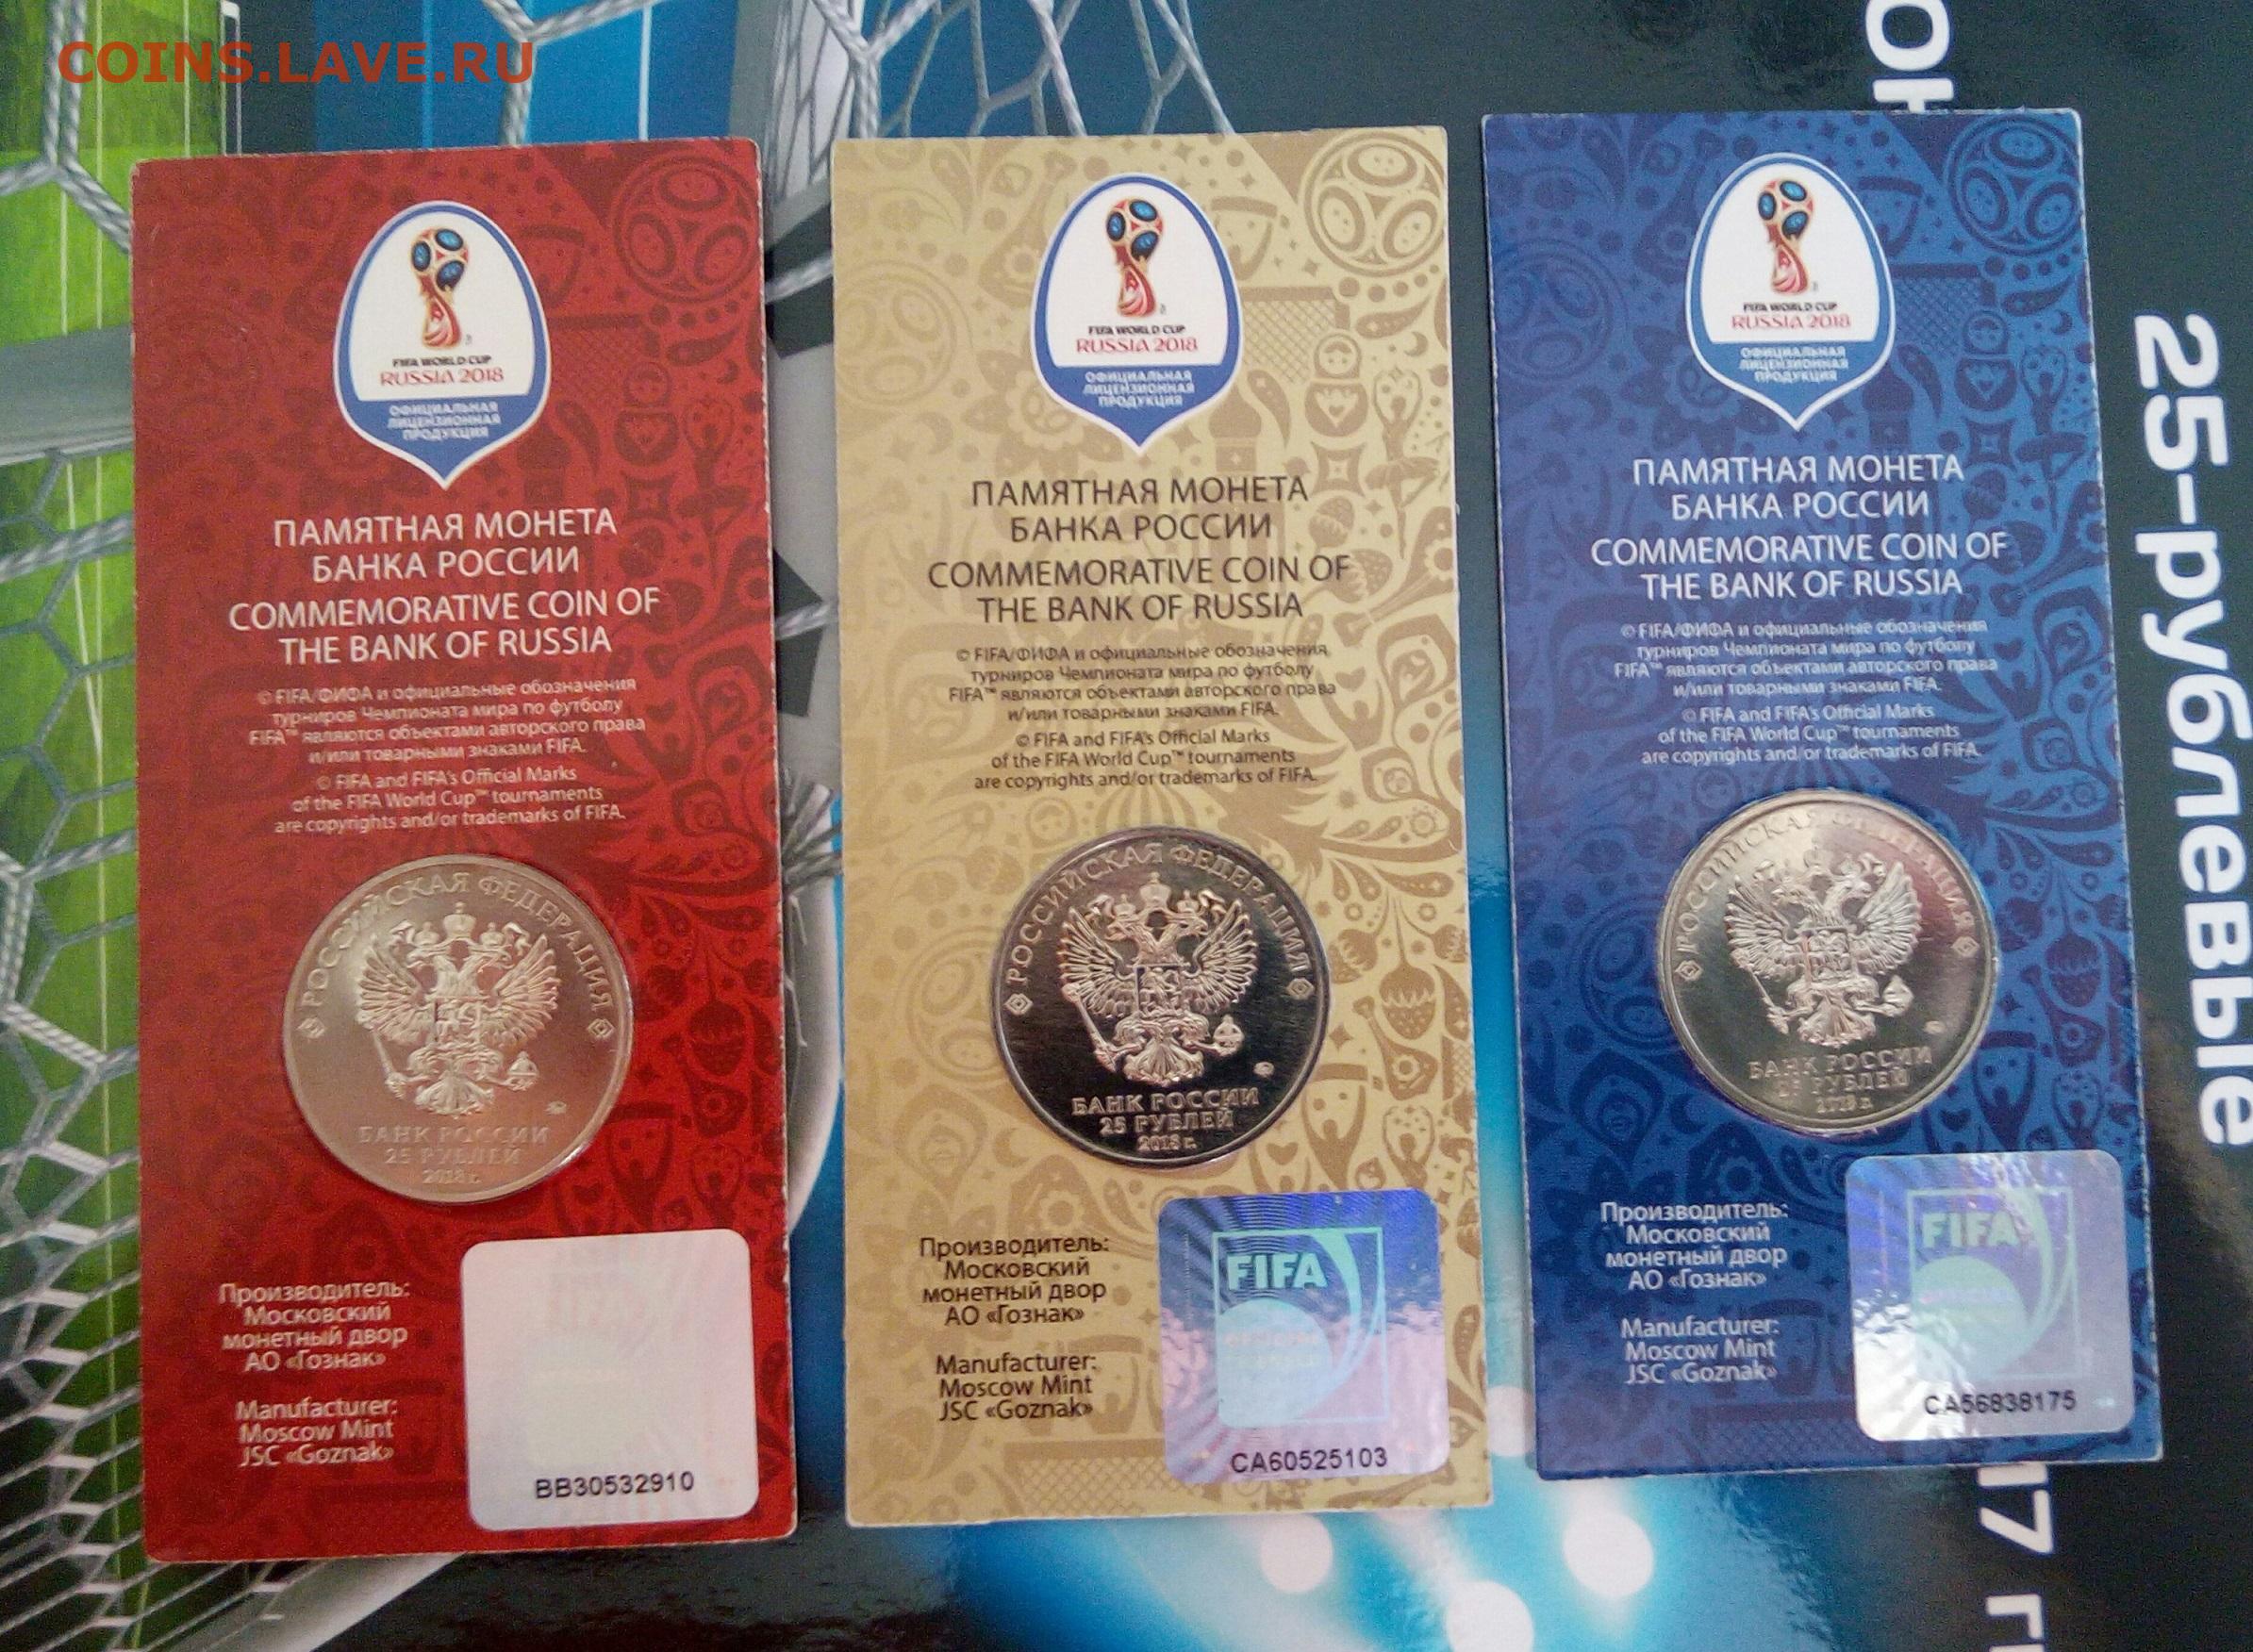 COINS.LAVE.RU
FIFA WORLD CUP
RUSSIA 2018
ОФИЦИАЛЬНАЯ
ЛИЦЕНЗИОННАЯ
ПРОДУКЦИЯ
ПАМЯТНАЯ МОНЕТА
БАНКА РОССИИ
COMMEMORATIVE COIN OF
THE BANK OF RUSSIA
© FIFA/ФИФА и официальные обозначения
турниров Чемпионата мира по футболу
FIFA™ являются объектами авторского права
и/или товарными знаками FIFA.
© FIFA and FIFA's Official Marks
of the FIFA World Cup™ tournaments
are copyrights and/or trademarks of FIFA.
РОССИЙСКАЯ ФЕДЕРАЦИЯ
БАНК РОССИИ
25 РУБЛЕЙ
2018 г.
Производитель:
Московский
монетный двор
АО «Гознак»
Manufacturer:
Moscow Mint
JSC «Goznak»
BB30532910
FIFA WORLD CUP
RUSSIA 2018
ОФИЦИАЛЬНАЯ
ЛИЦЕНЗИОННАЯ
ПРОДУКЦИЯ
ПАМЯТНАЯ МОНЕТА
БАНКА РОССИИ
COMMEMORATIVE COIN OF
THE BANK OF RUSSIA
© FIFA/ФИФА и официальные обозначения
турниров Чемпионата мира по футболу
FIFA™ являются объектами авторского права
и/или товарными знаками FIFA.
© FIFA and FIFA's Official Marks
of the FIFA World Cup™ tournaments
are copyrights and/or trademarks of FIFA.
РОССИЙСКАЯ ФЕДЕРАЦИЯ
БАНК РОССИИ
25 РУБЛЕЙ
2018 г.
Производитель:
Московский
монетный двор
АО «Гознак»
Manufacturer:
Moscow Mint
JSC «Goznak»
FIFA
CA60525103
FIFA WORLD CUP
RUSSIA 2018
ОФИЦИАЛЬНАЯ
ЛИЦЕНЗИОННАЯ
ПРОДУКЦИЯ
ПАМЯТНАЯ МОНЕТА
БАНКА РОССИИ
COMMEMORATIVE COIN OF
THE BANK OF RUSSIA
© FIFA/ФИФА и официальные обозначения
турниров Чемпионата мира по футболу
FIFA™ являются объектами авторского права
и/или товарными знаками FIFA.
© FIFA and FIFA's Official Marks
of the FIFA World Cup™ tournaments
are copyrights and/or trademarks of FIFA.
РОССИЙСКАЯ ФЕДЕРАЦИЯ
БАНК РОССИИ
25 РУБЛЕЙ
2018 г.
Производитель:
Московский
монетный двор
АО «Гознак»
Manufacturer:
Moscow Mint
JSC «Goznak»
FIFA
CA56838175
25-рублевые